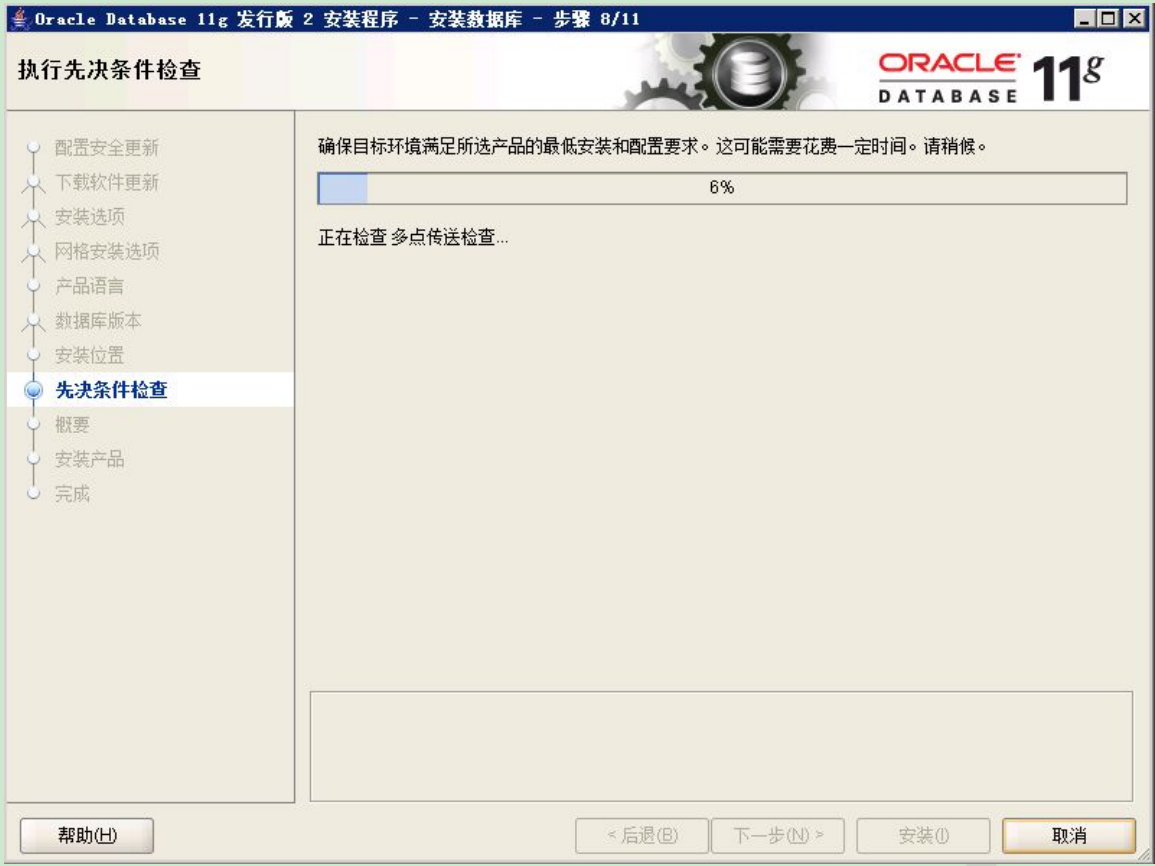 Oracle Database 11g 发行版 2 安装程序 - 安装数据库 - 步骤 8/11
执行先决条件检查
ORACLE
DATABASE
11g
配置安全更新
下载软件更新
安装选项
网格安装选项
产品语言
数据库版本
安装位置
先决条件检查
概要
安装产品
完成
确保目标环境满足所选产品的最低安装和配置要求。这可能需要花费一定时间。请稍候。
6%
正在检查 多点传送检查...
帮助(H)
< 后退(B)
下一步(N) >
安装(I)
取消